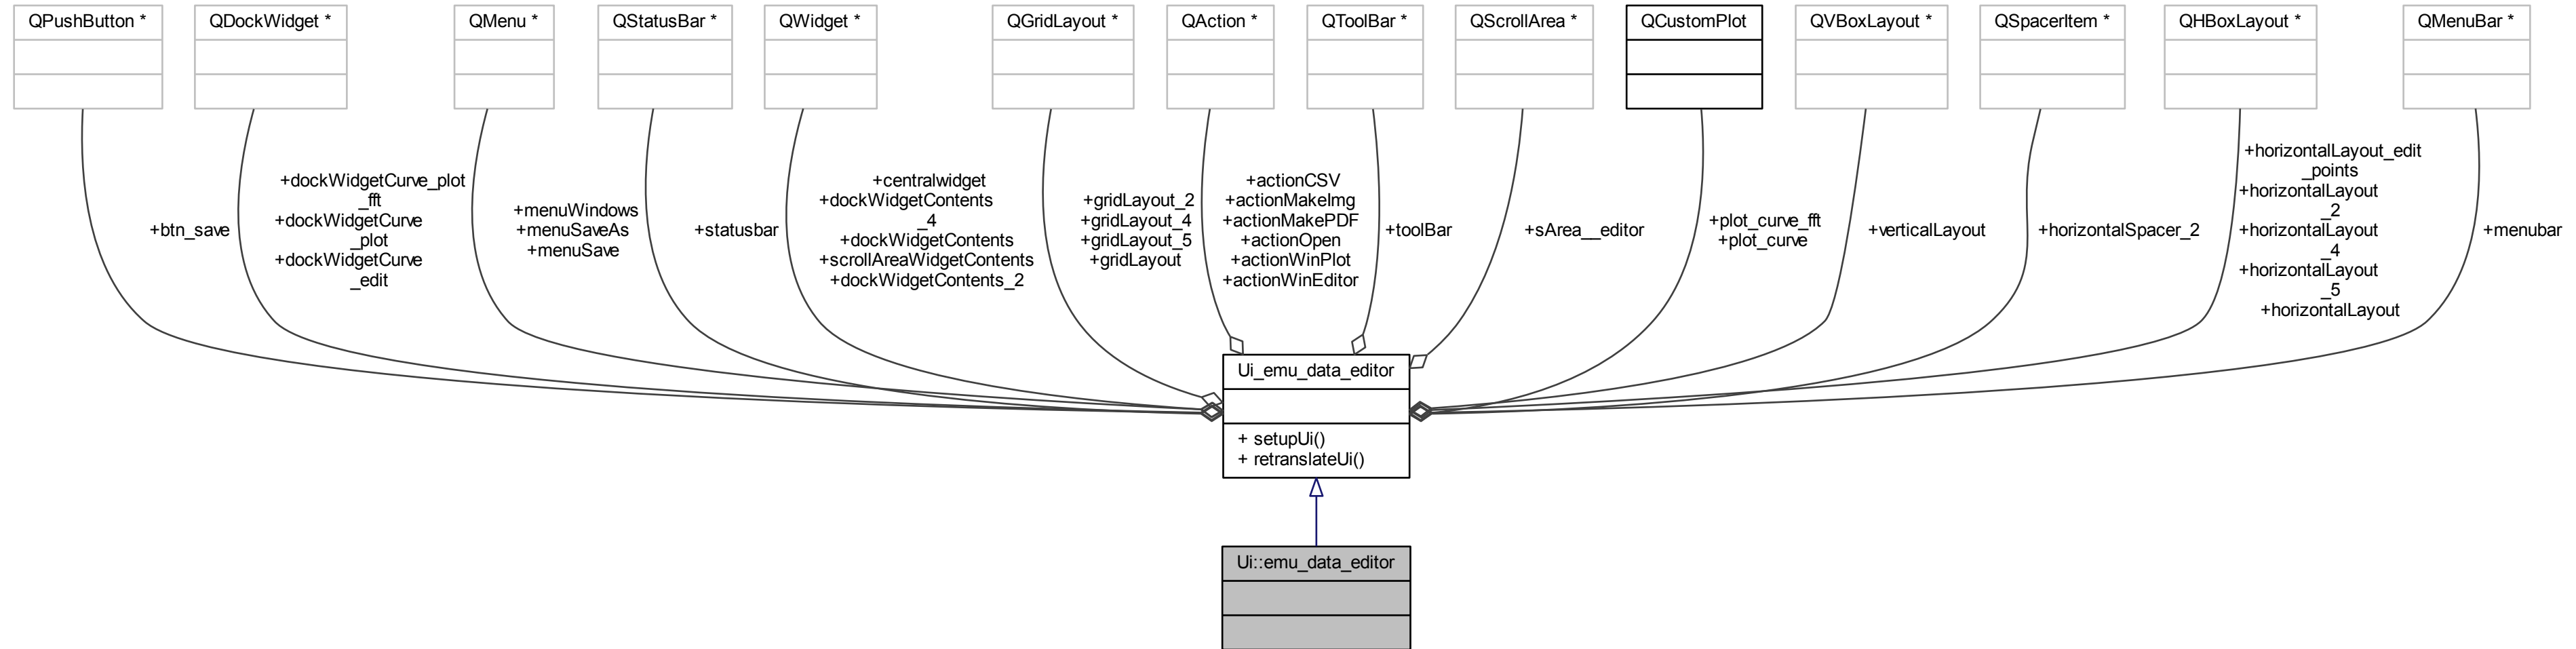 QPushButton *
QDockWidget *
QMenu *
QStatusBar *
QWidget *
QGridLayout *
QAction *
QToolBar *
QScrollArea *
QCustomPlot
QVBoxLayout *
QSpacerItem *
QHBoxLayout *
QMenuBar *
+btn_save
+dockWidgetCurve_plot
_fft
+dockWidgetCurve
_plot
+dockWidgetCurve
_edit
+menuWindows
+menuSaveAs
+menuSave
+statusbar
+centralwidget
+dockWidgetContents
_4
+dockWidgetContents
+scrollAreaWidgetContents
+dockWidgetContents_2
+gridLayout_2
+gridLayout_4
+gridLayout_5
+gridLayout
+actionCSV
+actionMakeImg
+actionMakePDF
+actionOpen
+actionWinPlot
+actionWinEditor
+toolBar
+sArea__editor
+plot_curve_fft
+plot_curve
+verticalLayout
+horizontalSpacer_2
+horizontalLayout_edit
_points
+horizontalLayout
_2
+horizontalLayout
_4
+horizontalLayout
_5
+horizontalLayout
+menubar
Ui_emu_data_editor
+ setupUi()
+ retranslateUi()
Ui::emu_data_editor